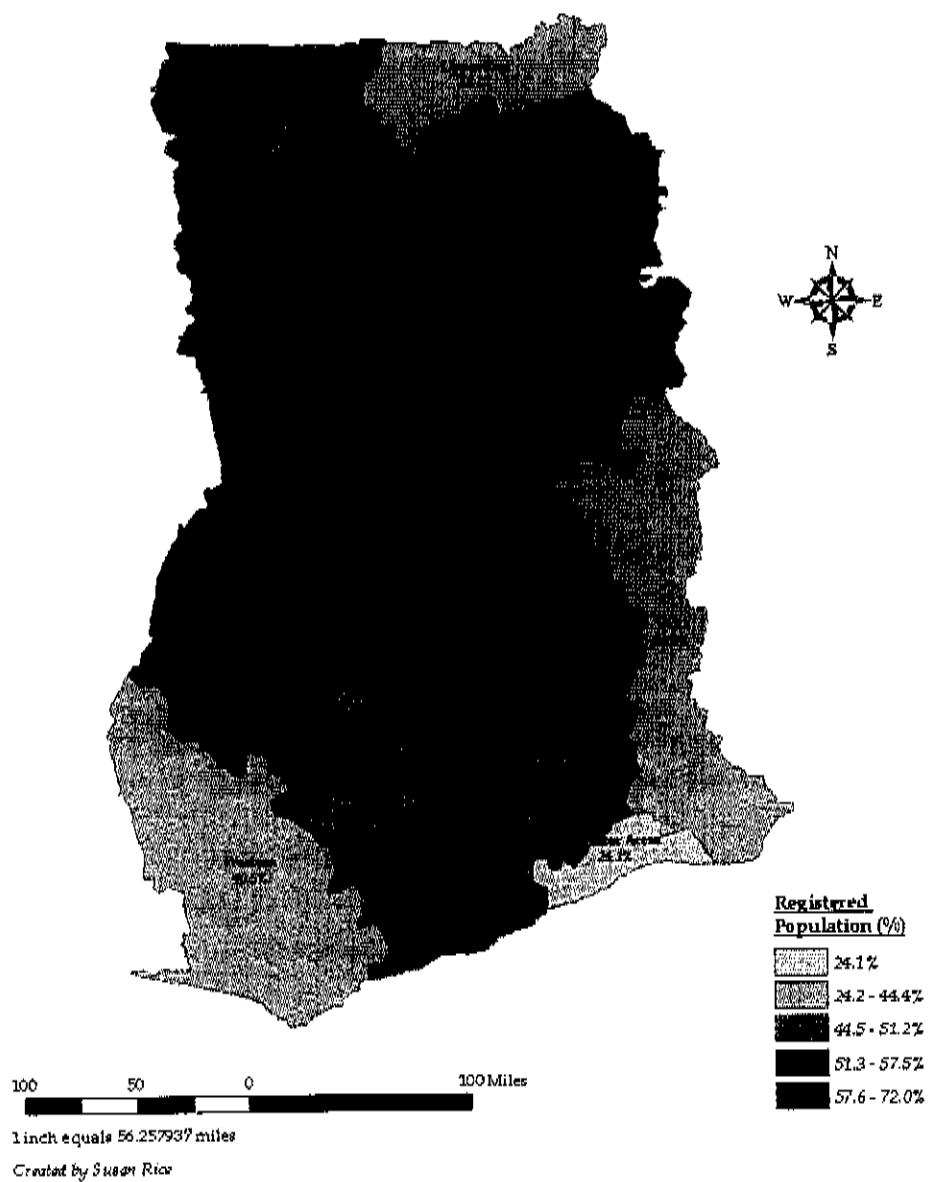 N
W E
S
24.1%
Registered
Population (%)
24.1%
24.2 - 44.4%
44.5 - 51.2%
51.3 - 57.5%
57.6 - 72.0%
100 50 0 100 Miles
1 inch equals 56.257937 miles
Created by Susan Rice